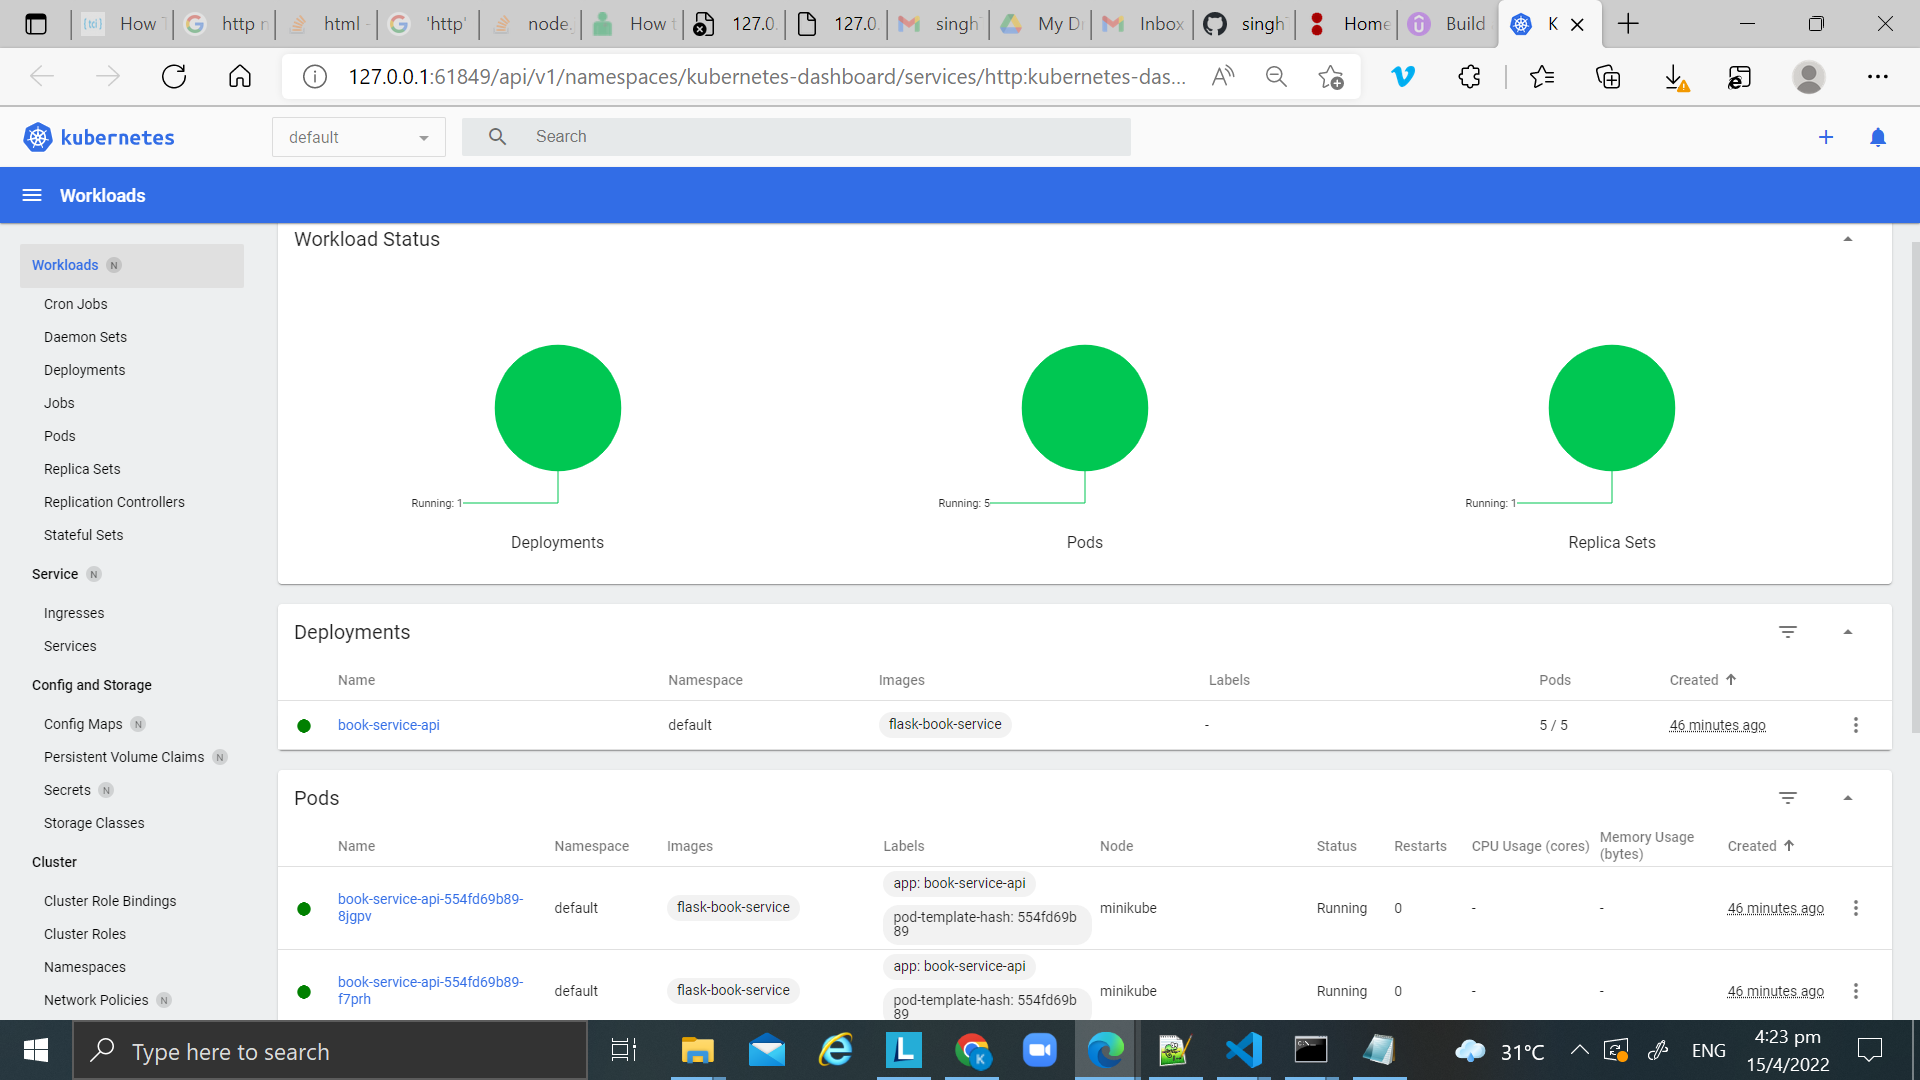 How T
http n
html -
'http'
node.j
How t
127.0.
127.0.
singh
My Dr
Inbox
singh
Home
Build
K
127.0.0.1:61849/api/v1/namespaces/kubernetes-dashboard/services/http:kubernetes-das...
kubernetes
default
Search
Workloads
Workloads N
Cron Jobs
Daemon Sets
Deployments
Jobs
Pods
Replica Sets
Replication Controllers
Stateful Sets
Service N
Ingresses
Services
Config and Storage
Config Maps N
Persistent Volume Claims N
Secrets N
Storage Classes
Cluster
Cluster Role Bindings
Cluster Roles
Namespaces
Network Policies N
Workload Status
Running: 1
Deployments
Running: 5
Pods
Running: 1
Replica Sets
Deployments
Name Namespace Images Labels Pods Created
book-service-api default flask-book-service - 5 / 5 46 minutes ago
Pods
Name Namespace Images Labels Node Status Restarts CPU Usage (cores) Memory Usage (bytes) Created
book-service-api-554fd69b89-
8jgpv
default flask-book-service
app: book-service-api
pod-template-hash: 554fd69b
89
minikube Running 0 - - 46 minutes ago
book-service-api-554fd69b89-
f7prh
default flask-book-service
app: book-service-api
pod-template-hash: 554fd69b
89
minikube Running 0 - - 46 minutes ago
Type here to search
L
K
31°C
ENG
4:23 pm
15/4/2022